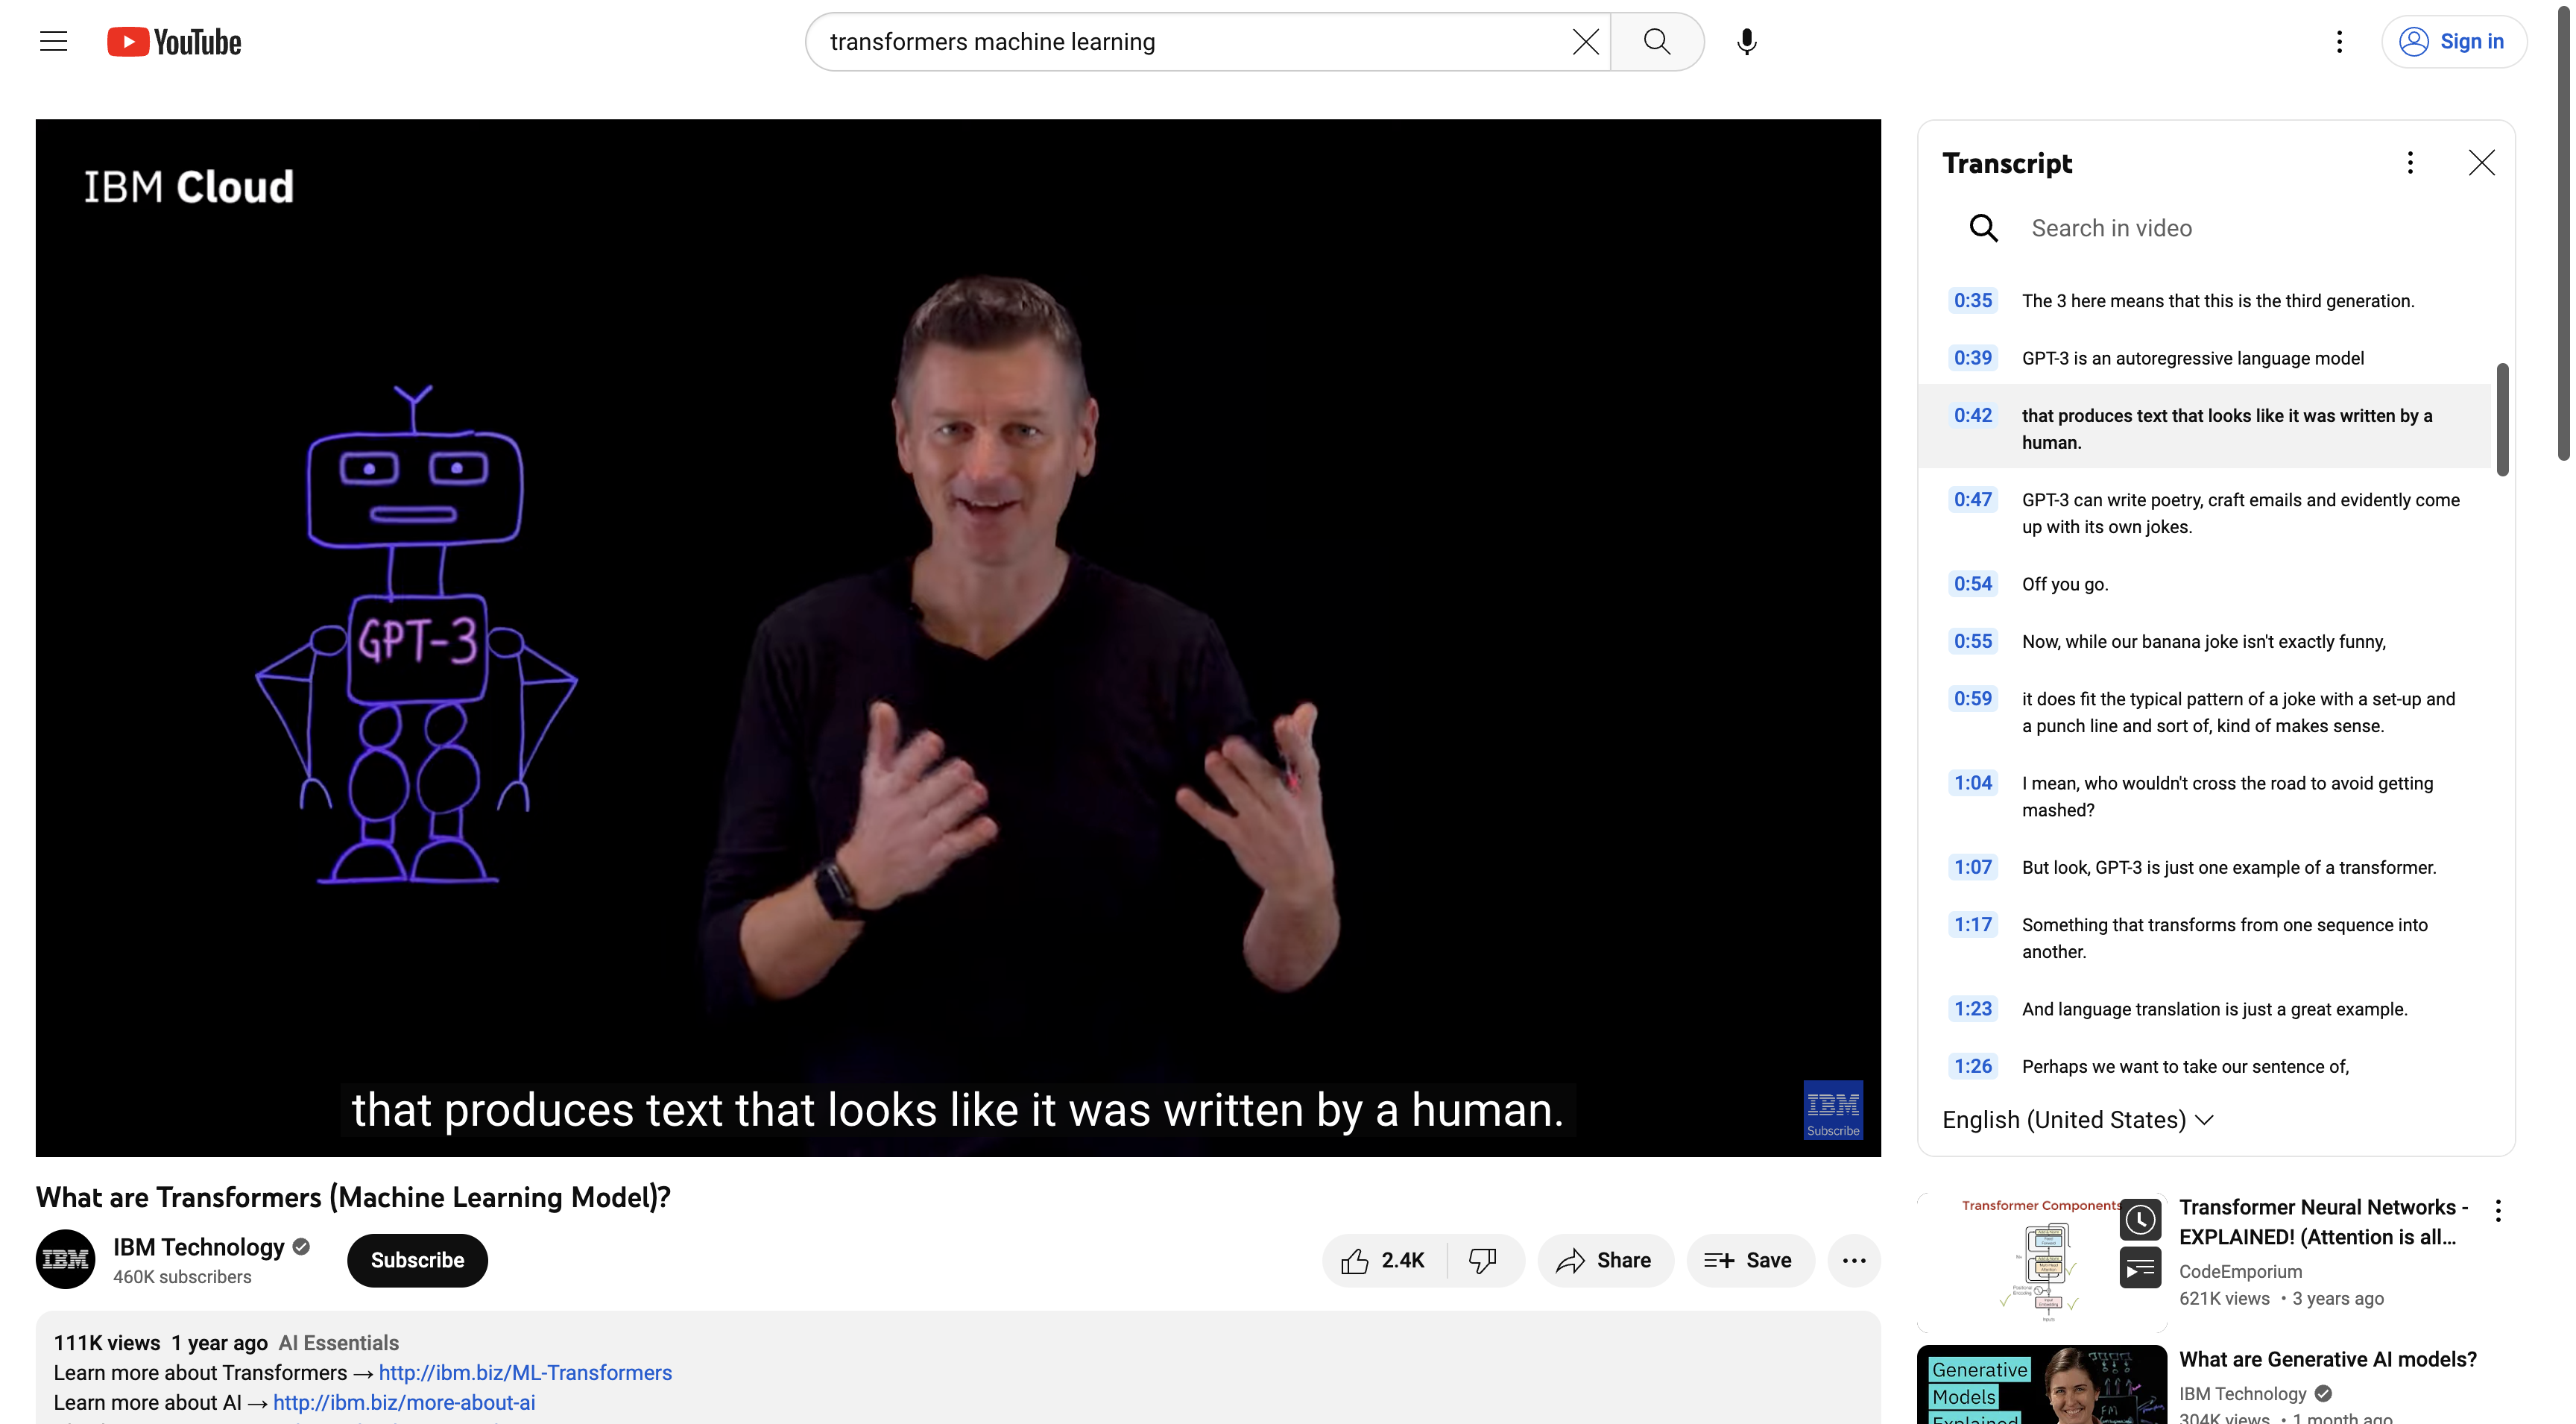 YouTube
transformers machine learning
Sign in
IBM Cloud
GPT-3
that produces text that looks like it was written by a human.
IBM
Subscribe
Transcript
Search in video
0:35 The 3 here means that this is the third generation.
0:39 GPT-3 is an autoregressive language model
0:42 that produces text that looks like it was written by a
human.
0:47 GPT-3 can write poetry, craft emails and evidently come
up with its own jokes.
0:54 Off you go.
0:55 Now, while our banana joke isn't exactly funny,
0:59 it does fit the typical pattern of a joke with a set-up and
a punch line and sort of, kind of makes sense.
1:04 I mean, who wouldn't cross the road to avoid getting
mashed?
1:07 But look, GPT-3 is just one example of a transformer.
1:17 Something that transforms from one sequence into
another.
1:23 And language translation is just a great example.
1:26 Perhaps we want to take our sentence of,
English (United States)
What are Transformers (Machine Learning Model)?
IBM
IBM Technology
460K subscribers
Subscribe
2.4K
Share
Save
111K views 1 year ago AI Essentials
Learn more about Transformers → http://ibm.biz/ML-Transformers
Learn more about AI → http://ibm.biz/more-about-ai
Transformer Components
Transformer Neural Networks -
EXPLAINED! (Attention is all...
CodeEmporium
621K views • 3 years ago
Generative
Models
Explained
What are Generative AI models?
IBM Technology
304K views • 1 month ago